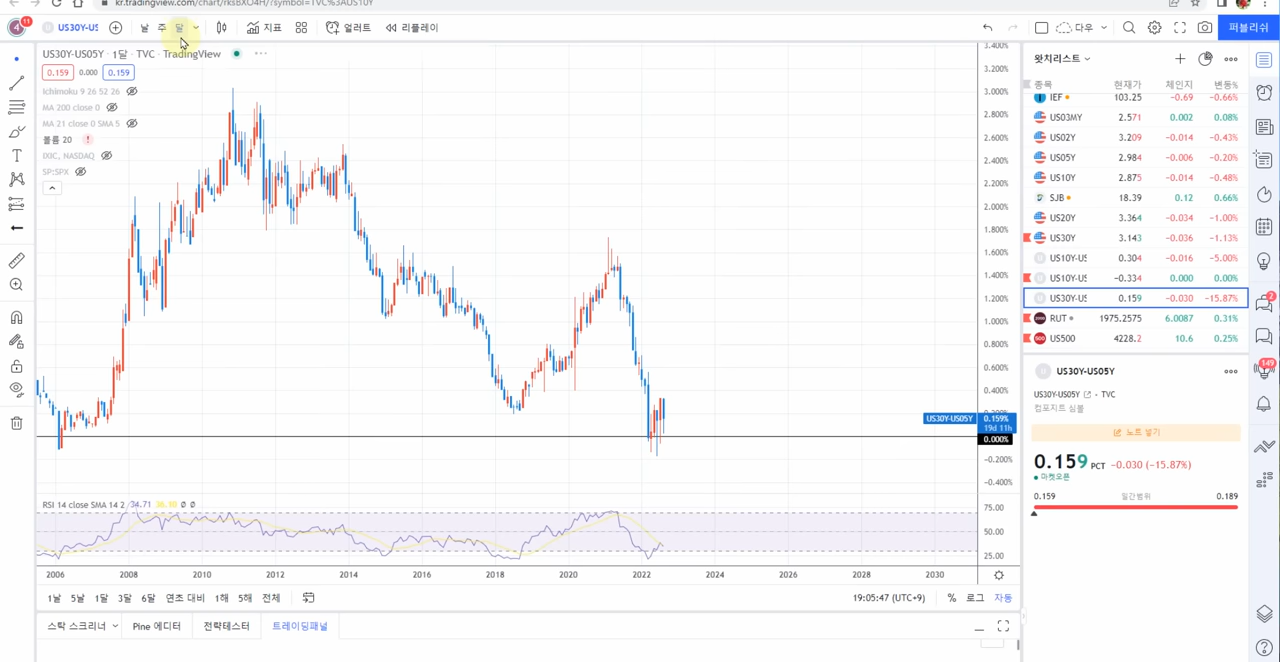 kr.tradingview.com/chart/rksBXO4H/?symbol=TVC%3AUS10Y
4
11
US30Y-US
날 주 달
지표
얼러트
리플레이
다우
퍼블리쉬
US30Y-US05Y · 1달 · TVC · TradingView
0.159 0.000 0.159
Ichimoku 9 26 52 26
MA 200 close 0
MA 21 close 0 SMA 5
볼륨 20
IXIC, NASDAQ
SP:SPX
3.400%
3.200%
3.000%
2.800%
2.600%
2.400%
2.200%
2.000%
1.800%
1.600%
1.400%
1.200%
1.000%
0.800%
0.600%
0.400%
US30Y-US05Y 0.159%
19d 11h
0.000%
-0.200%
-0.400%
RSI 14 close SMA 14 2 34.71 36.10 Ø Ø
75.00
50.00
25.00
2006 2008 2010 2012 2014 2016 2018 2020 2022 2024 2026 2028 2030
1날 5날 1달 3달 6달 연초 대비 1해 5해 전체
19:05:47 (UTC+9) % 로그 자동
스탁 스크리너 Pine 에디터 전략테스터 트레이딩패널
왓치리스트
종목 현재가 체인지 변동%
IEF 103.25 -0.69 -0.66%
US03MY 2.571 0.002 0.08%
US02Y 3.209 -0.014 -0.43%
US05Y 2.984 -0.006 -0.20%
US10Y 2.875 -0.014 -0.48%
SJB 18.39 0.12 0.66%
US20Y 3.364 -0.034 -1.00%
US30Y 3.143 -0.036 -1.13%
US10Y-US 0.304 -0.016 -5.00%
US10Y-US -0.334 0.000 0.00%
US30Y-US 0.159 -0.030 -15.87%
RUT 1975.2575 6.0087 0.31%
US500 4228.2 10.6 0.25%
US30Y-US05Y
US30Y-US05Y · TVC
컴포지트 심볼
노트 넣기
0.159 PCT -0.030 (-15.87%)
마켓오픈
0.159 일간범위 0.189
2
149